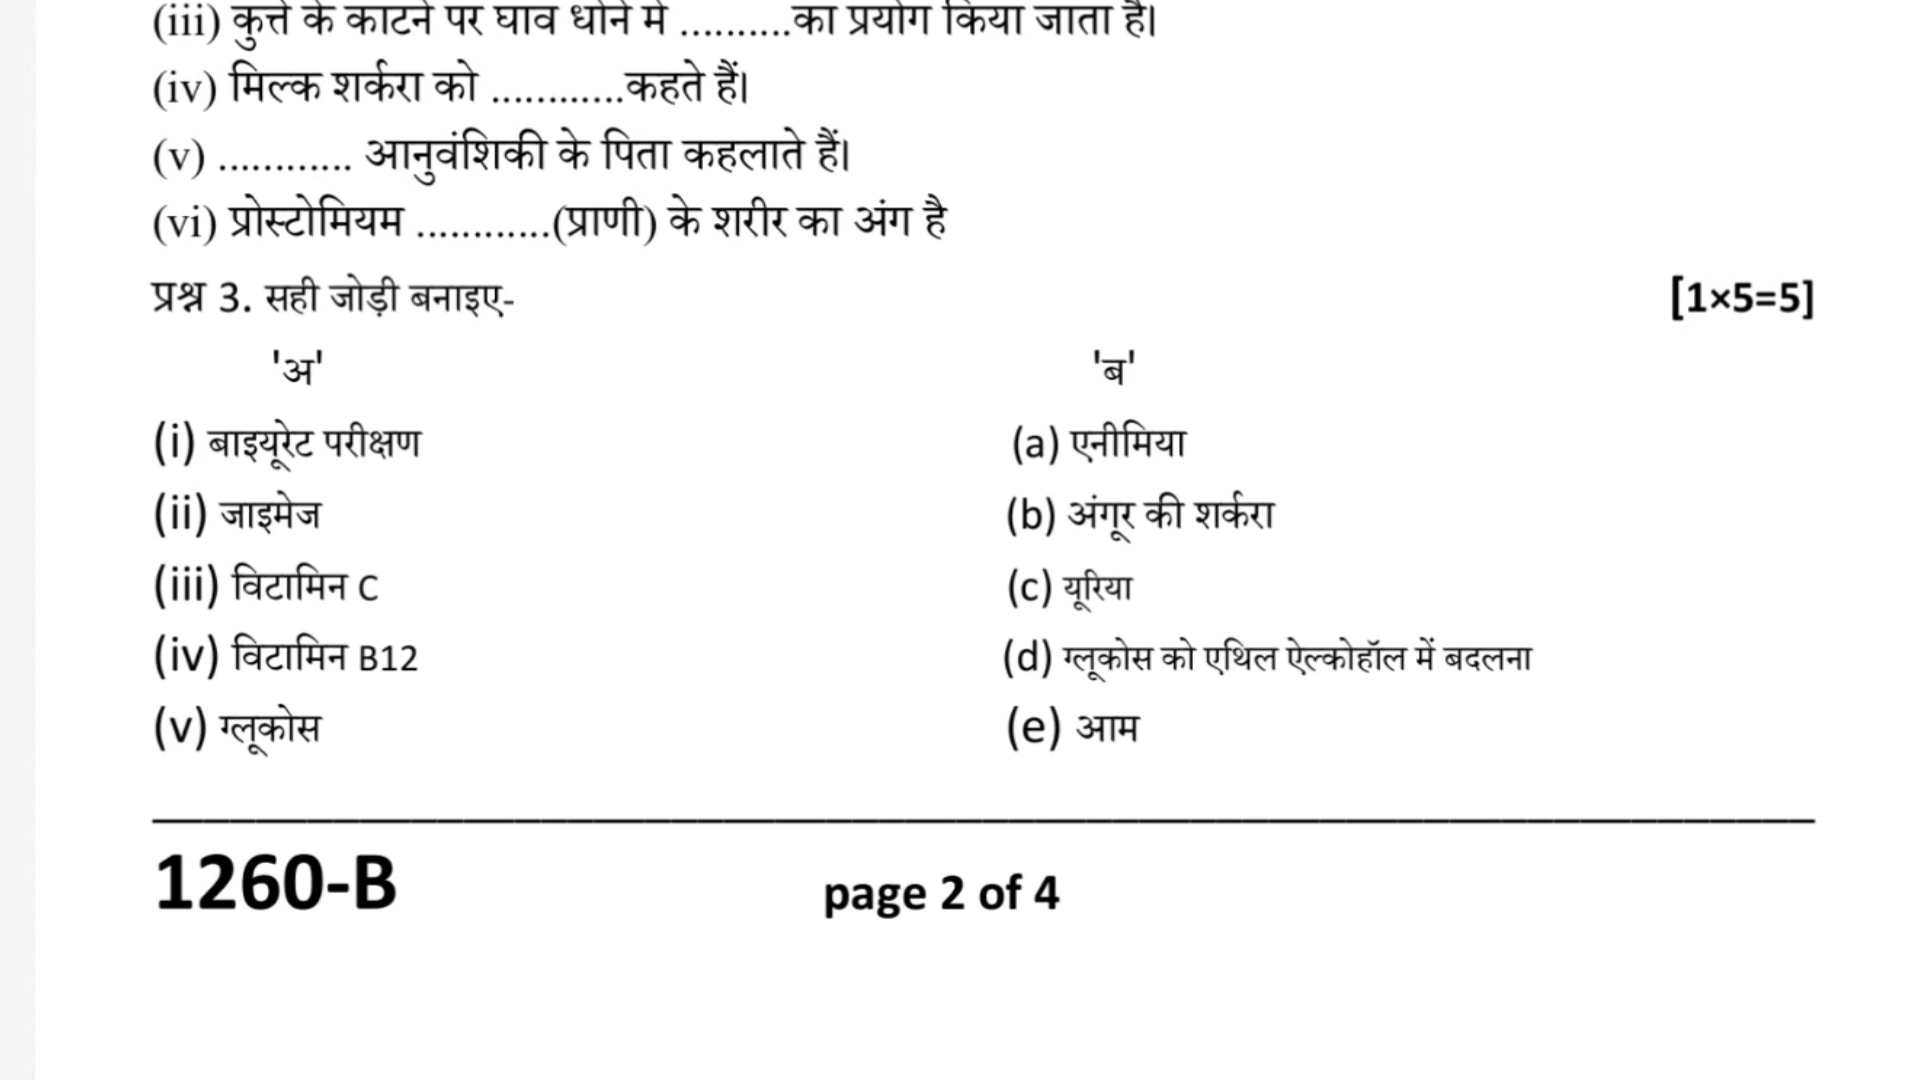 (iii) कुत्ते के काटने पर घाव धोने में ..........का प्रयोग किया जाता है।
(iv) मिल्क शर्करा को ............कहते हैं।
(v) ............ आनुवंशिकी के पिता कहलाते हैं।
(vi) प्रोस्टोमियम ............(प्राणी) के शरीर का अंग है
प्रश्न 3. सही जोड़ी बनाइए- [1×5=5]
'अ' 'ब'
(i) बाइयूरेट परीक्षण (a) एनीमिया
(ii) जाइमेज (b) अंगूर की शर्करा
(iii) विटामिन C (c) यूरिया
(iv) विटामिन B12 (d) ग्लूकोस को एथिल ऐल्कोहॉल में बदलना
(v) ग्लूकोस (e) आम
1260-B page 2 of 4